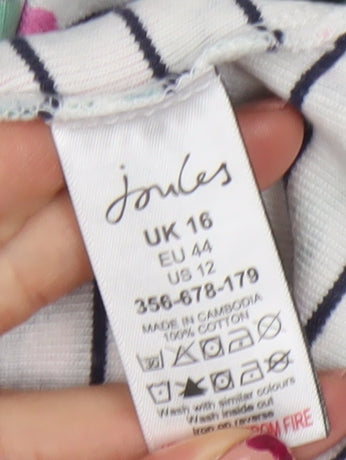 joules
UK 16
EU 44
US 12
356-678-179
MADE IN CAMBODIA
100% COTTON
Wash with similar colours
Wash inside out
Iron on reverse
FROM FIRE